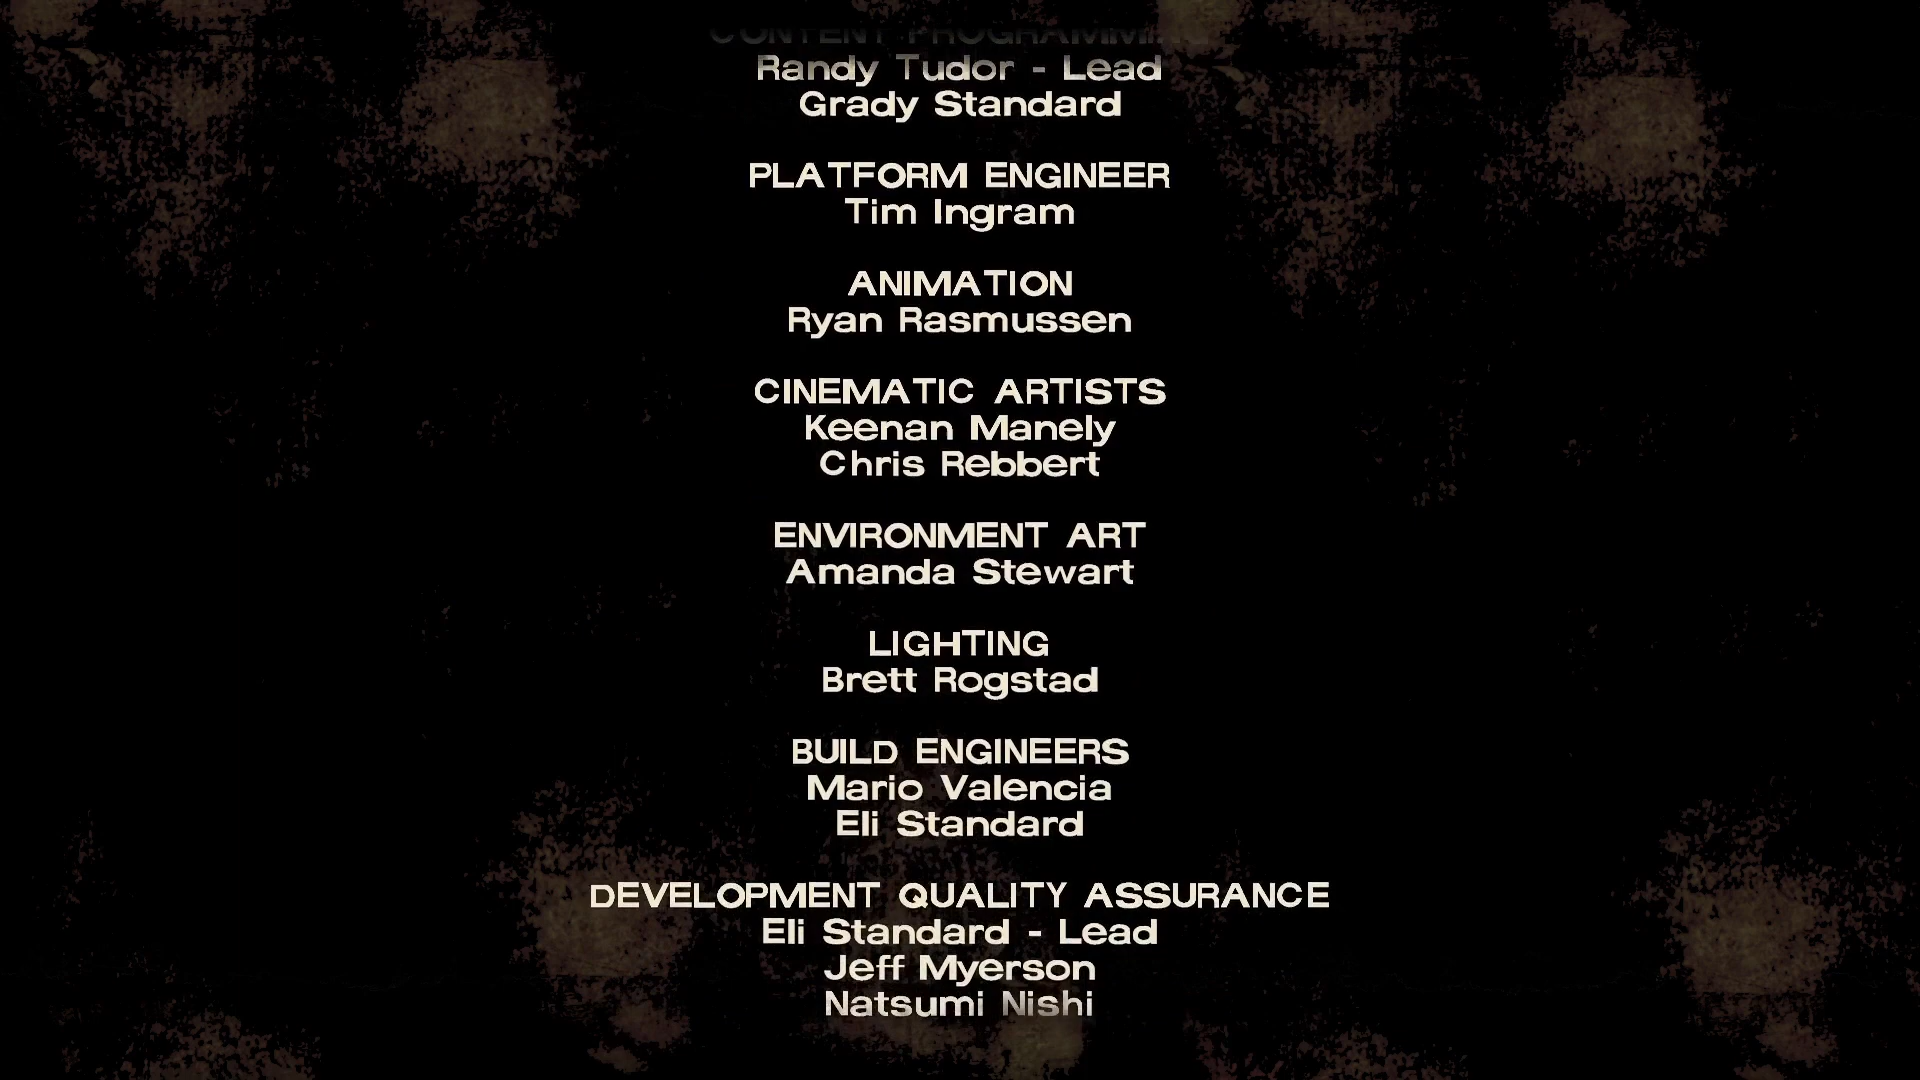 CONTENT PROGRAMMING
Randy Tudor - Lead
Grady Standard
PLATFORM ENGINEER
Tim Ingram
ANIMATION
Ryan Rasmussen
CINEMATIC ARTISTS
Keenan Manely
Chris Rebbert
ENVIRONMENT ART
Amanda Stewart
LIGHTING
Brett Rogstad
BUILD ENGINEERS
Mario Valencia
Eli Standard
DEVELOPMENT QUALITY ASSURANCE
Eli Standard - Lead
Jeff Myerson
Natsumi Nishi